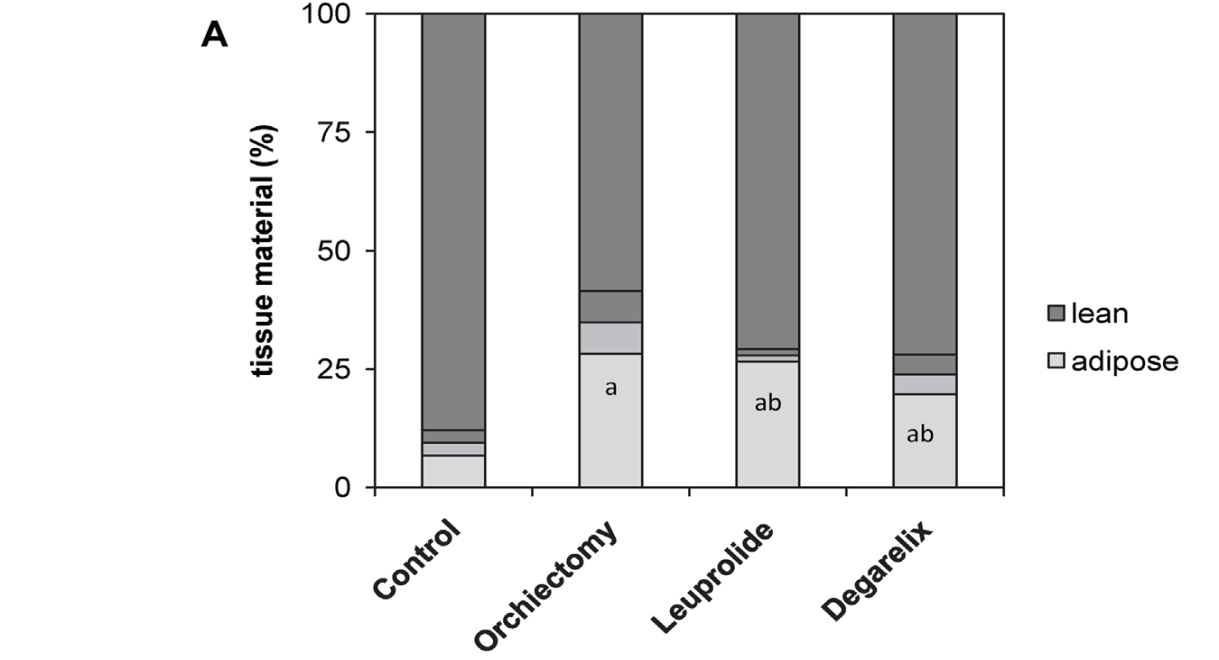 A
tissue material (%)
100
75
50
25
0
a
ab
ab
lean
adipose
Control
Orchiectomy
Leuprolide
Degarelix